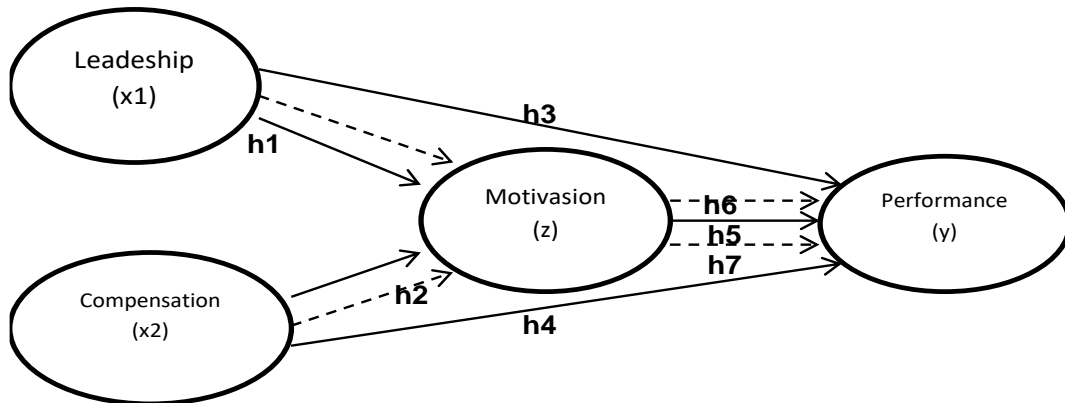 Leadeship
(x1)
h1
h3
Motivasion
(z)
h6
h5
h7
Performance
(y)
Compensation
(x2)
h2
h4